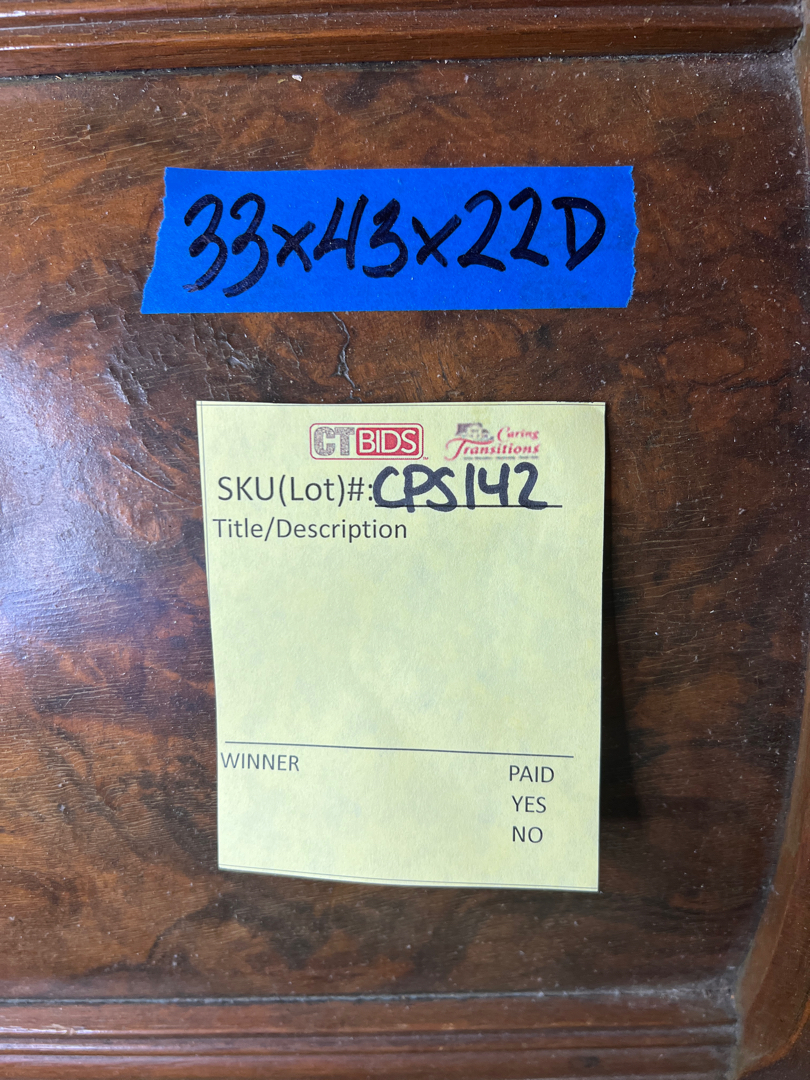 33x43x22D
CTBIDS
Caring
Transitions
SKU(Lot)#:CPS142
Title/Description
WINNER
PAID
YES
NO